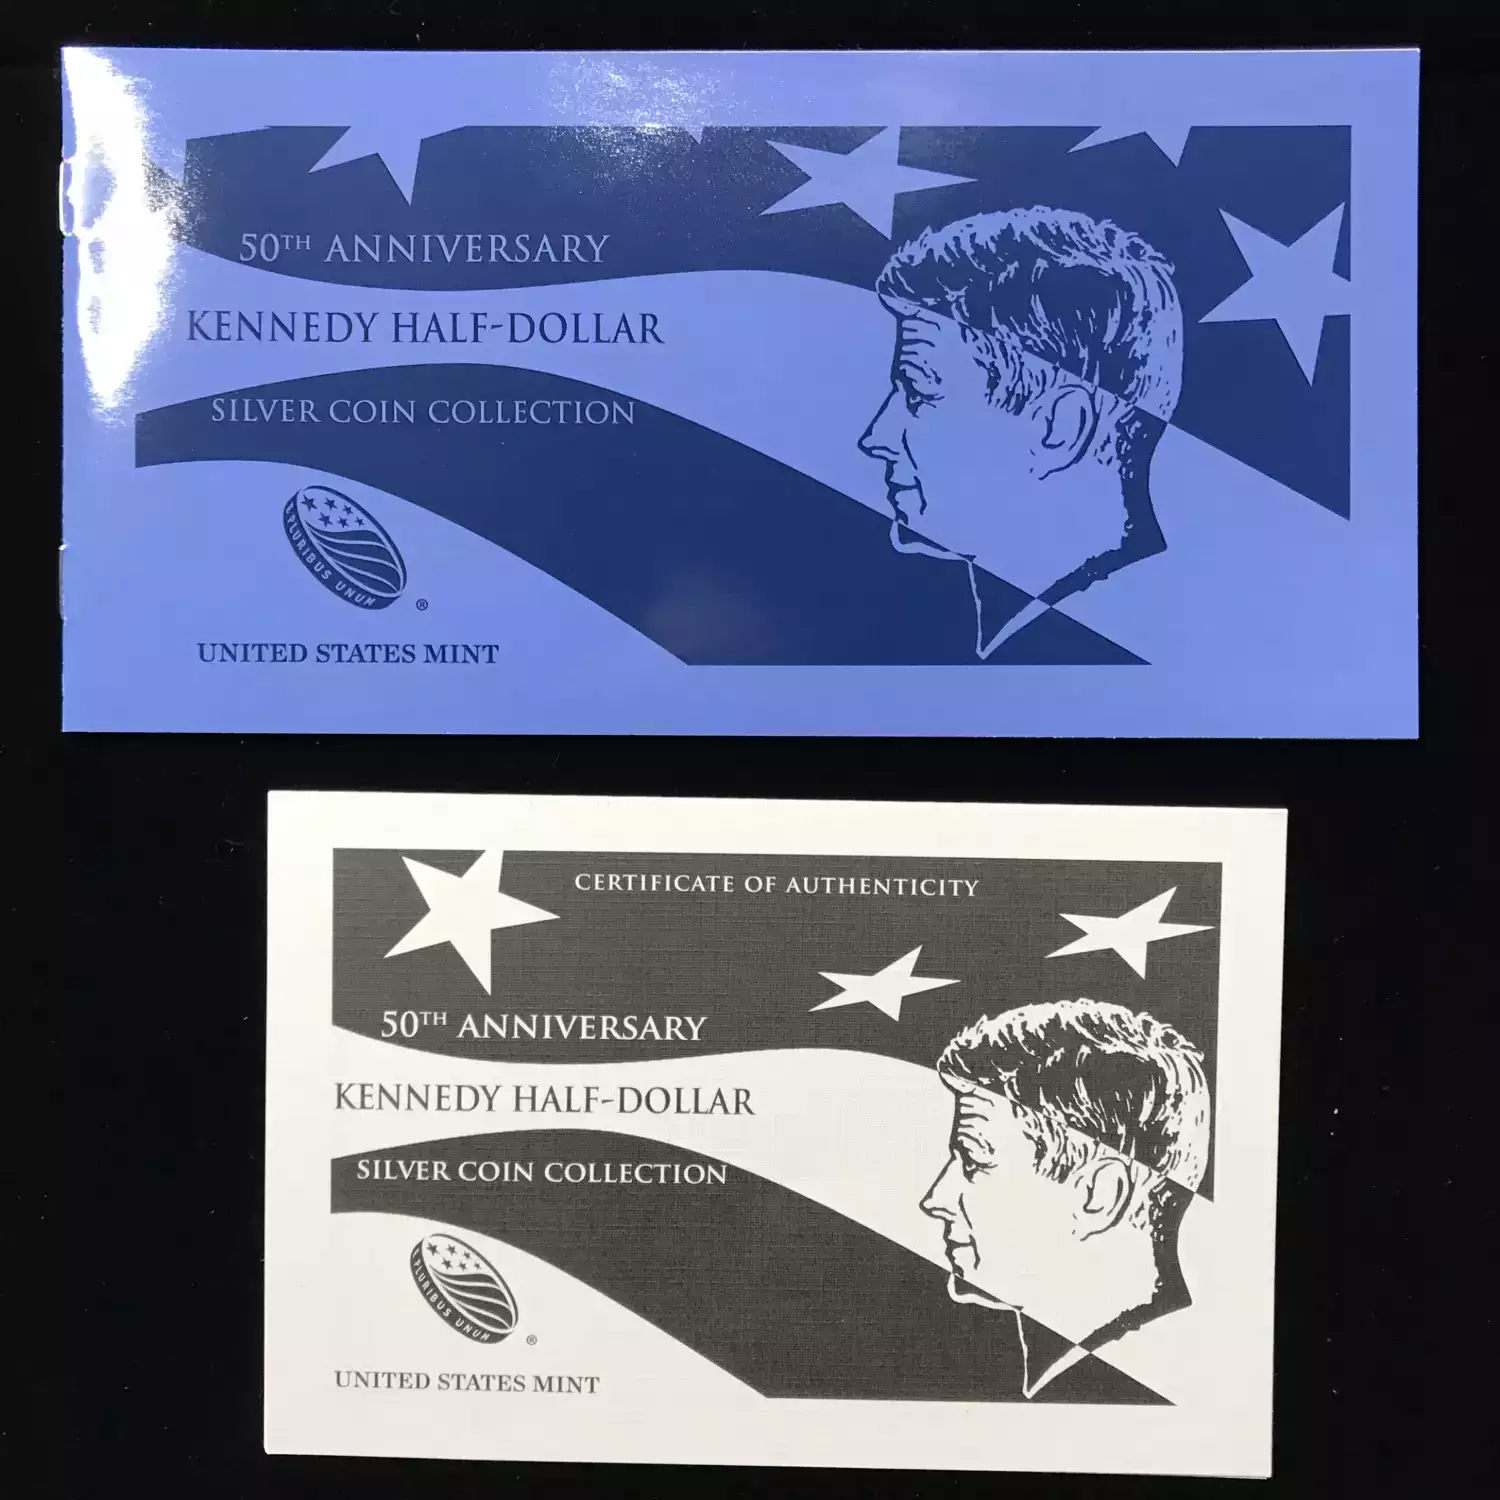 50TH ANNIVERSARY
KENNEDY HALF-DOLLAR
SILVER COIN COLLECTION
E PLURIBUS UNUM
®
UNITED STATES MINT
CERTIFICATE OF AUTHENTICITY
50TH ANNIVERSARY
KENNEDY HALF-DOLLAR
SILVER COIN COLLECTION
E PLURIBUS UNUM
®
UNITED STATES MINT